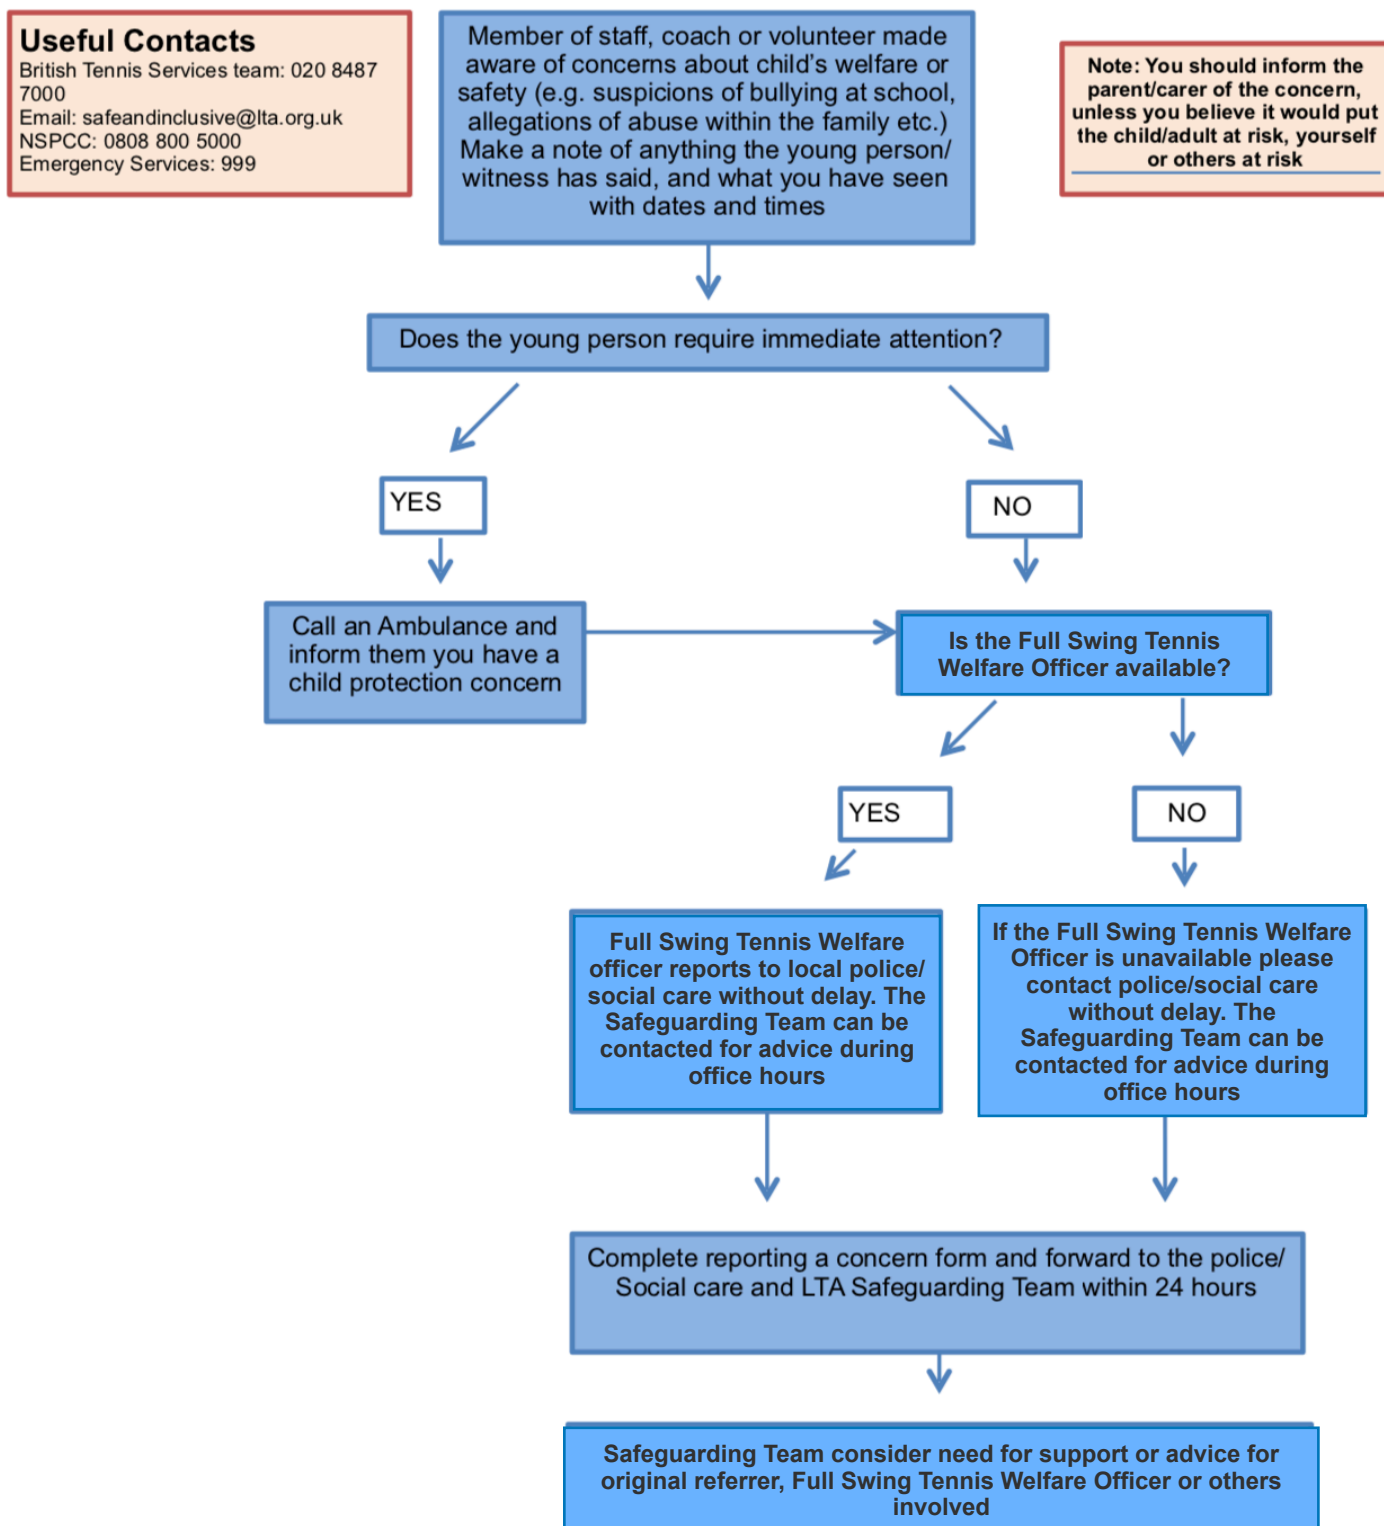 Useful Contacts
British Tennis Services team: 020 8487
7000
Email: safeandinclusive@lta.org.uk
NSPCC: 0808 800 5000
Emergency Services: 999
Member of staff, coach or volunteer made
aware of concerns about child's welfare or
safety (e.g. suspicions of bullying at school,
allegations of abuse within the family etc.)
Make a note of anything the young person/
witness has said, and what you have seen
with dates and times
Note: You should inform the
parent/carer of the concern,
unless you believe it would put
the child/adult at risk, yourself
or others at risk
Does the young person require immediate attention?
YES
NO
Call an Ambulance and
inform them you have a
child protection concern
Is the Full Swing Tennis
Welfare Officer available?
YES
NO
Full Swing Tennis Welfare
officer reports to local police/
social care without delay. The
Safeguarding Team can be
contacted for advice during
office hours
If the Full Swing Tennis Welfare
Officer is unavailable please
contact police/social care
without delay. The
Safeguarding Team can be
contacted for advice during
office hours
Complete reporting a concern form and forward to the police/
Social care and LTA Safeguarding Team within 24 hours
Safeguarding Team consider need for support or advice for
original referrer, Full Swing Tennis Welfare Officer or others
involved